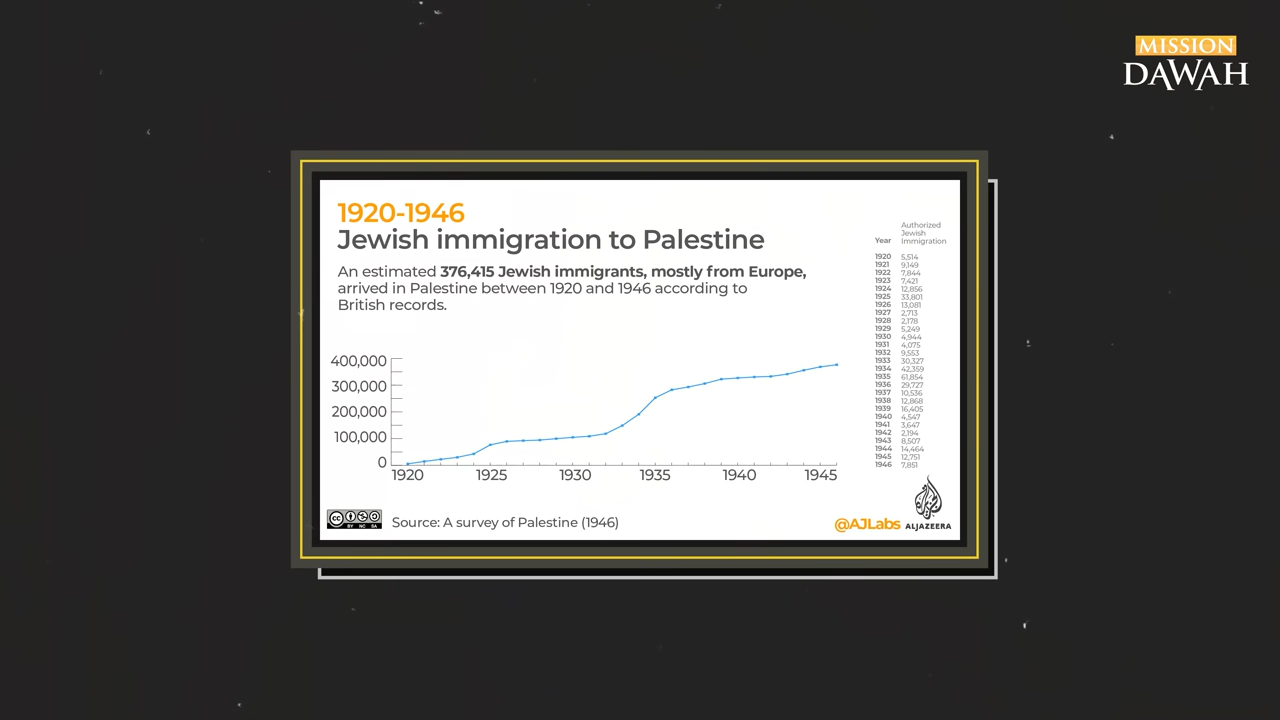 MISSION
DAWAH
1920-1946
Jewish immigration to Palestine
An estimated 376,415 Jewish immigrants, mostly from Europe,
arrived in Palestine between 1920 and 1946 according to
British records.
Authorized
Jewish
Year Immigration
1920 5,514
1921 9,149
1922 7,844
1923 7,421
1924 12,856
1925 33,801
1926 13,081
1927 2,713
1928 2,178
1929 5,249
1930 4,944
1931 4,075
1932 9,553
1933 30,327
1934 42,359
1935 61,854
1936 29,727
1937 10,536
1938 12,868
1939 16,405
1940 4,547
1941 3,647
1942 2,194
1943 8,507
1944 14,464
1945 12,751
1946 7,851
400,000
300,000
200,000
100,000
0
1920 1925 1930 1935 1940 1945
cc BY NC SA
Source: A survey of Palestine (1946)
@AJLabs ALJAZEERA